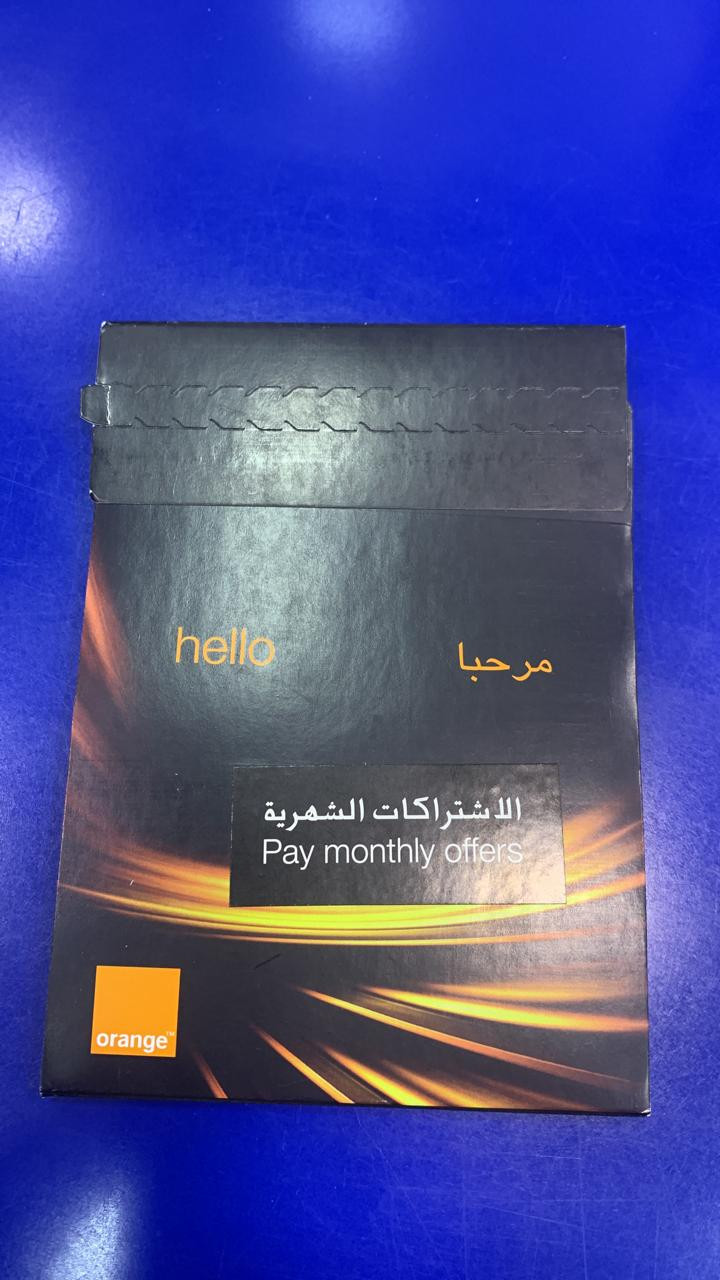 hello
مرحبا
الاشتراكات الشهرية
Pay monthly offers
orange™